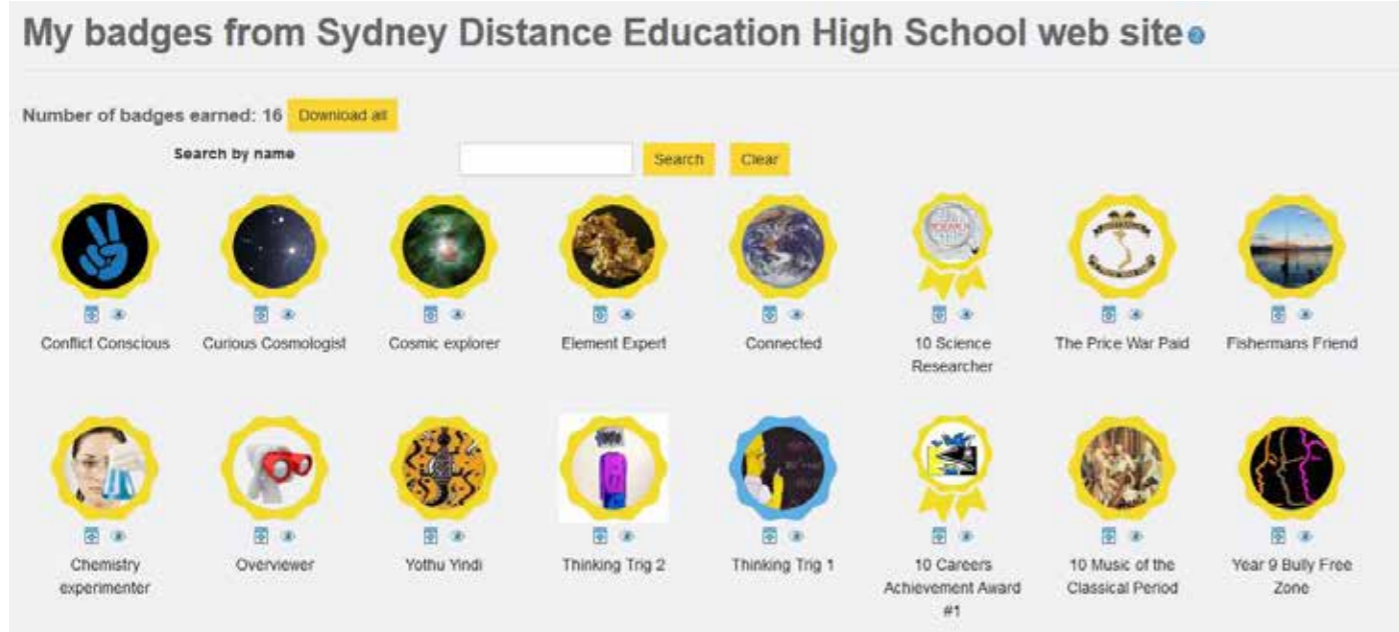 My badges from Sydney Distance Education High School web site
Number of badges earned: 16 Download all
Search by name Search Clear
RESEARCH
Conflict Conscious Curious Cosmologist Cosmic explorer Element Expert Connected 10 Science The Price War Paid Fishermans Friend
Researcher
Chemistry Overviewer Yothu Yindi Thinking Trig 2 Thinking Trig 1 10 Careers 10 Music of the Year 9 Bully Free
experimenter Achievement Award Classical Period Zone
#1